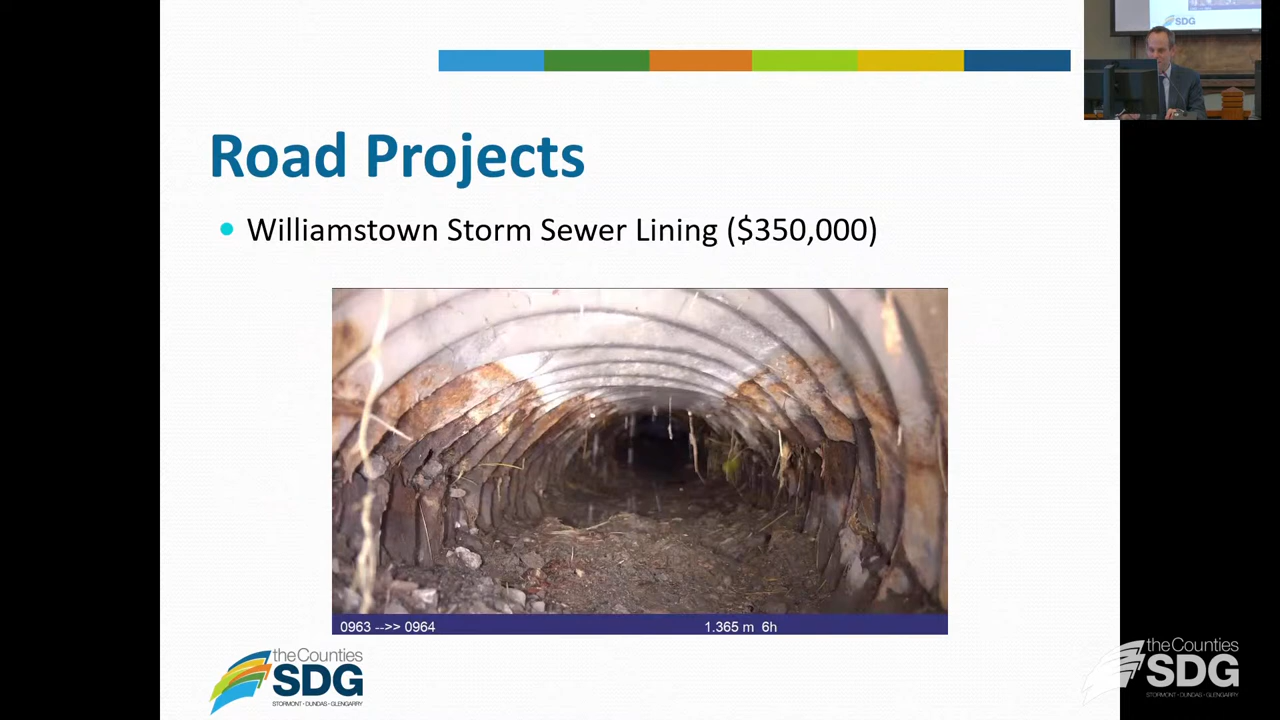 SDG
Road Projects
Williamstown Storm Sewer Lining ($350,000)
0963 -->> 0964
1.365 m 6h
the Counties
SDG
STORMONT • DUNDAS • GLENGARRY
the Counties
SDG
STORMONT • DUNDAS • GLENGARRY